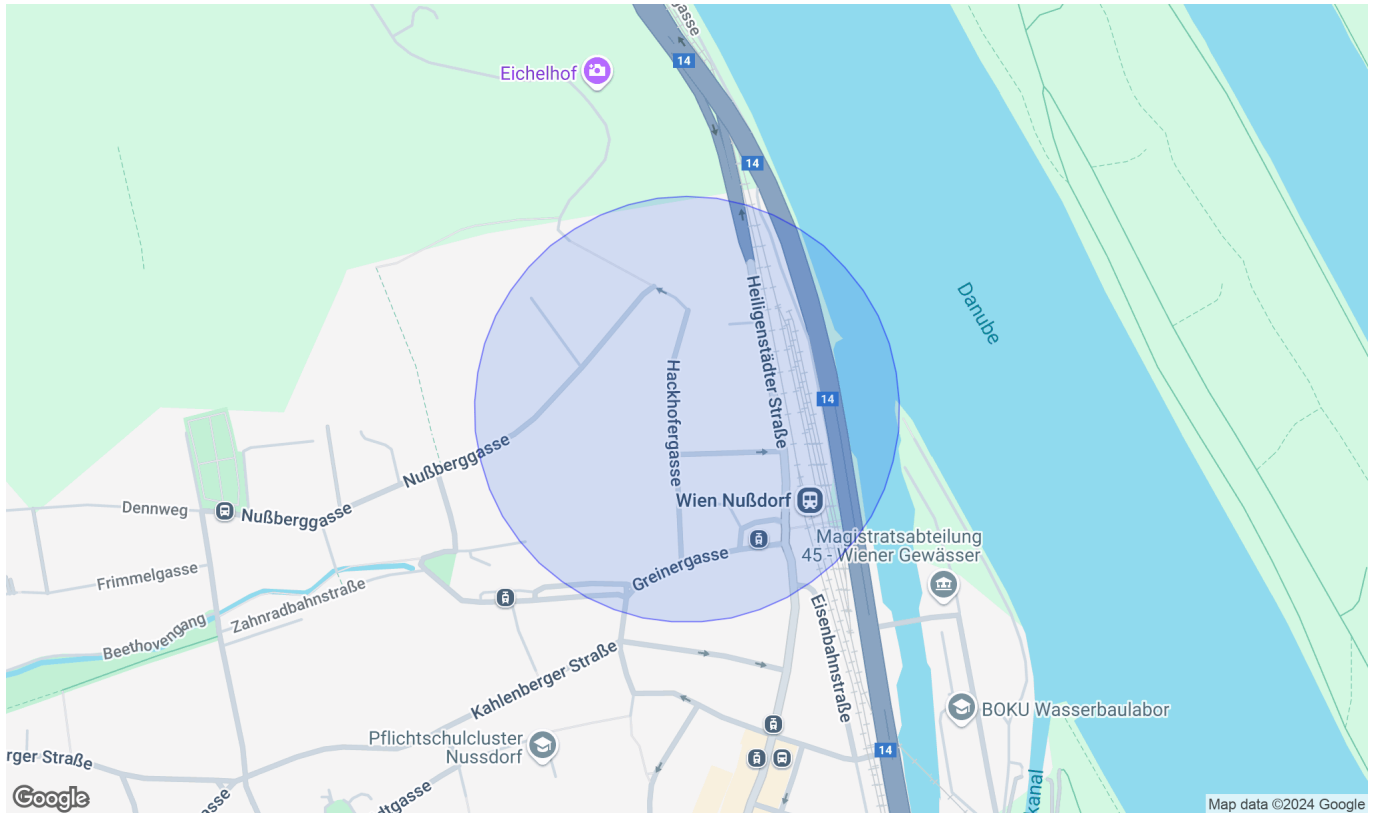 gasse
14
Eichelhof
14
Danube
Heiligenstädter Straße
Hackhofergasse
14
Nußberggasse
Wien Nußdorf
Dennweg
Nußberggasse
Magistratsabteilung
45 - Wiener Gewässer
Greinergasse
Frimmelgasse
Zahnradbahnstraße
Eisenbahnstraße
Beethovengang
Kahlenberger Straße
BOKU Wasserbaulabor
Pflichtschulcluster
Nussdorf
14
rger Straße
gasse
dtgasse
kanal
Google
Map data ©2024 Google